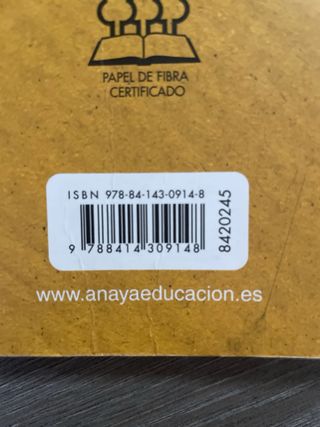 PAPEL DE FIBRA
CERTIFICADO
ISBN 978-84-143-0914-8
9 788414 309148
8420245
www.anayaeducacion.es